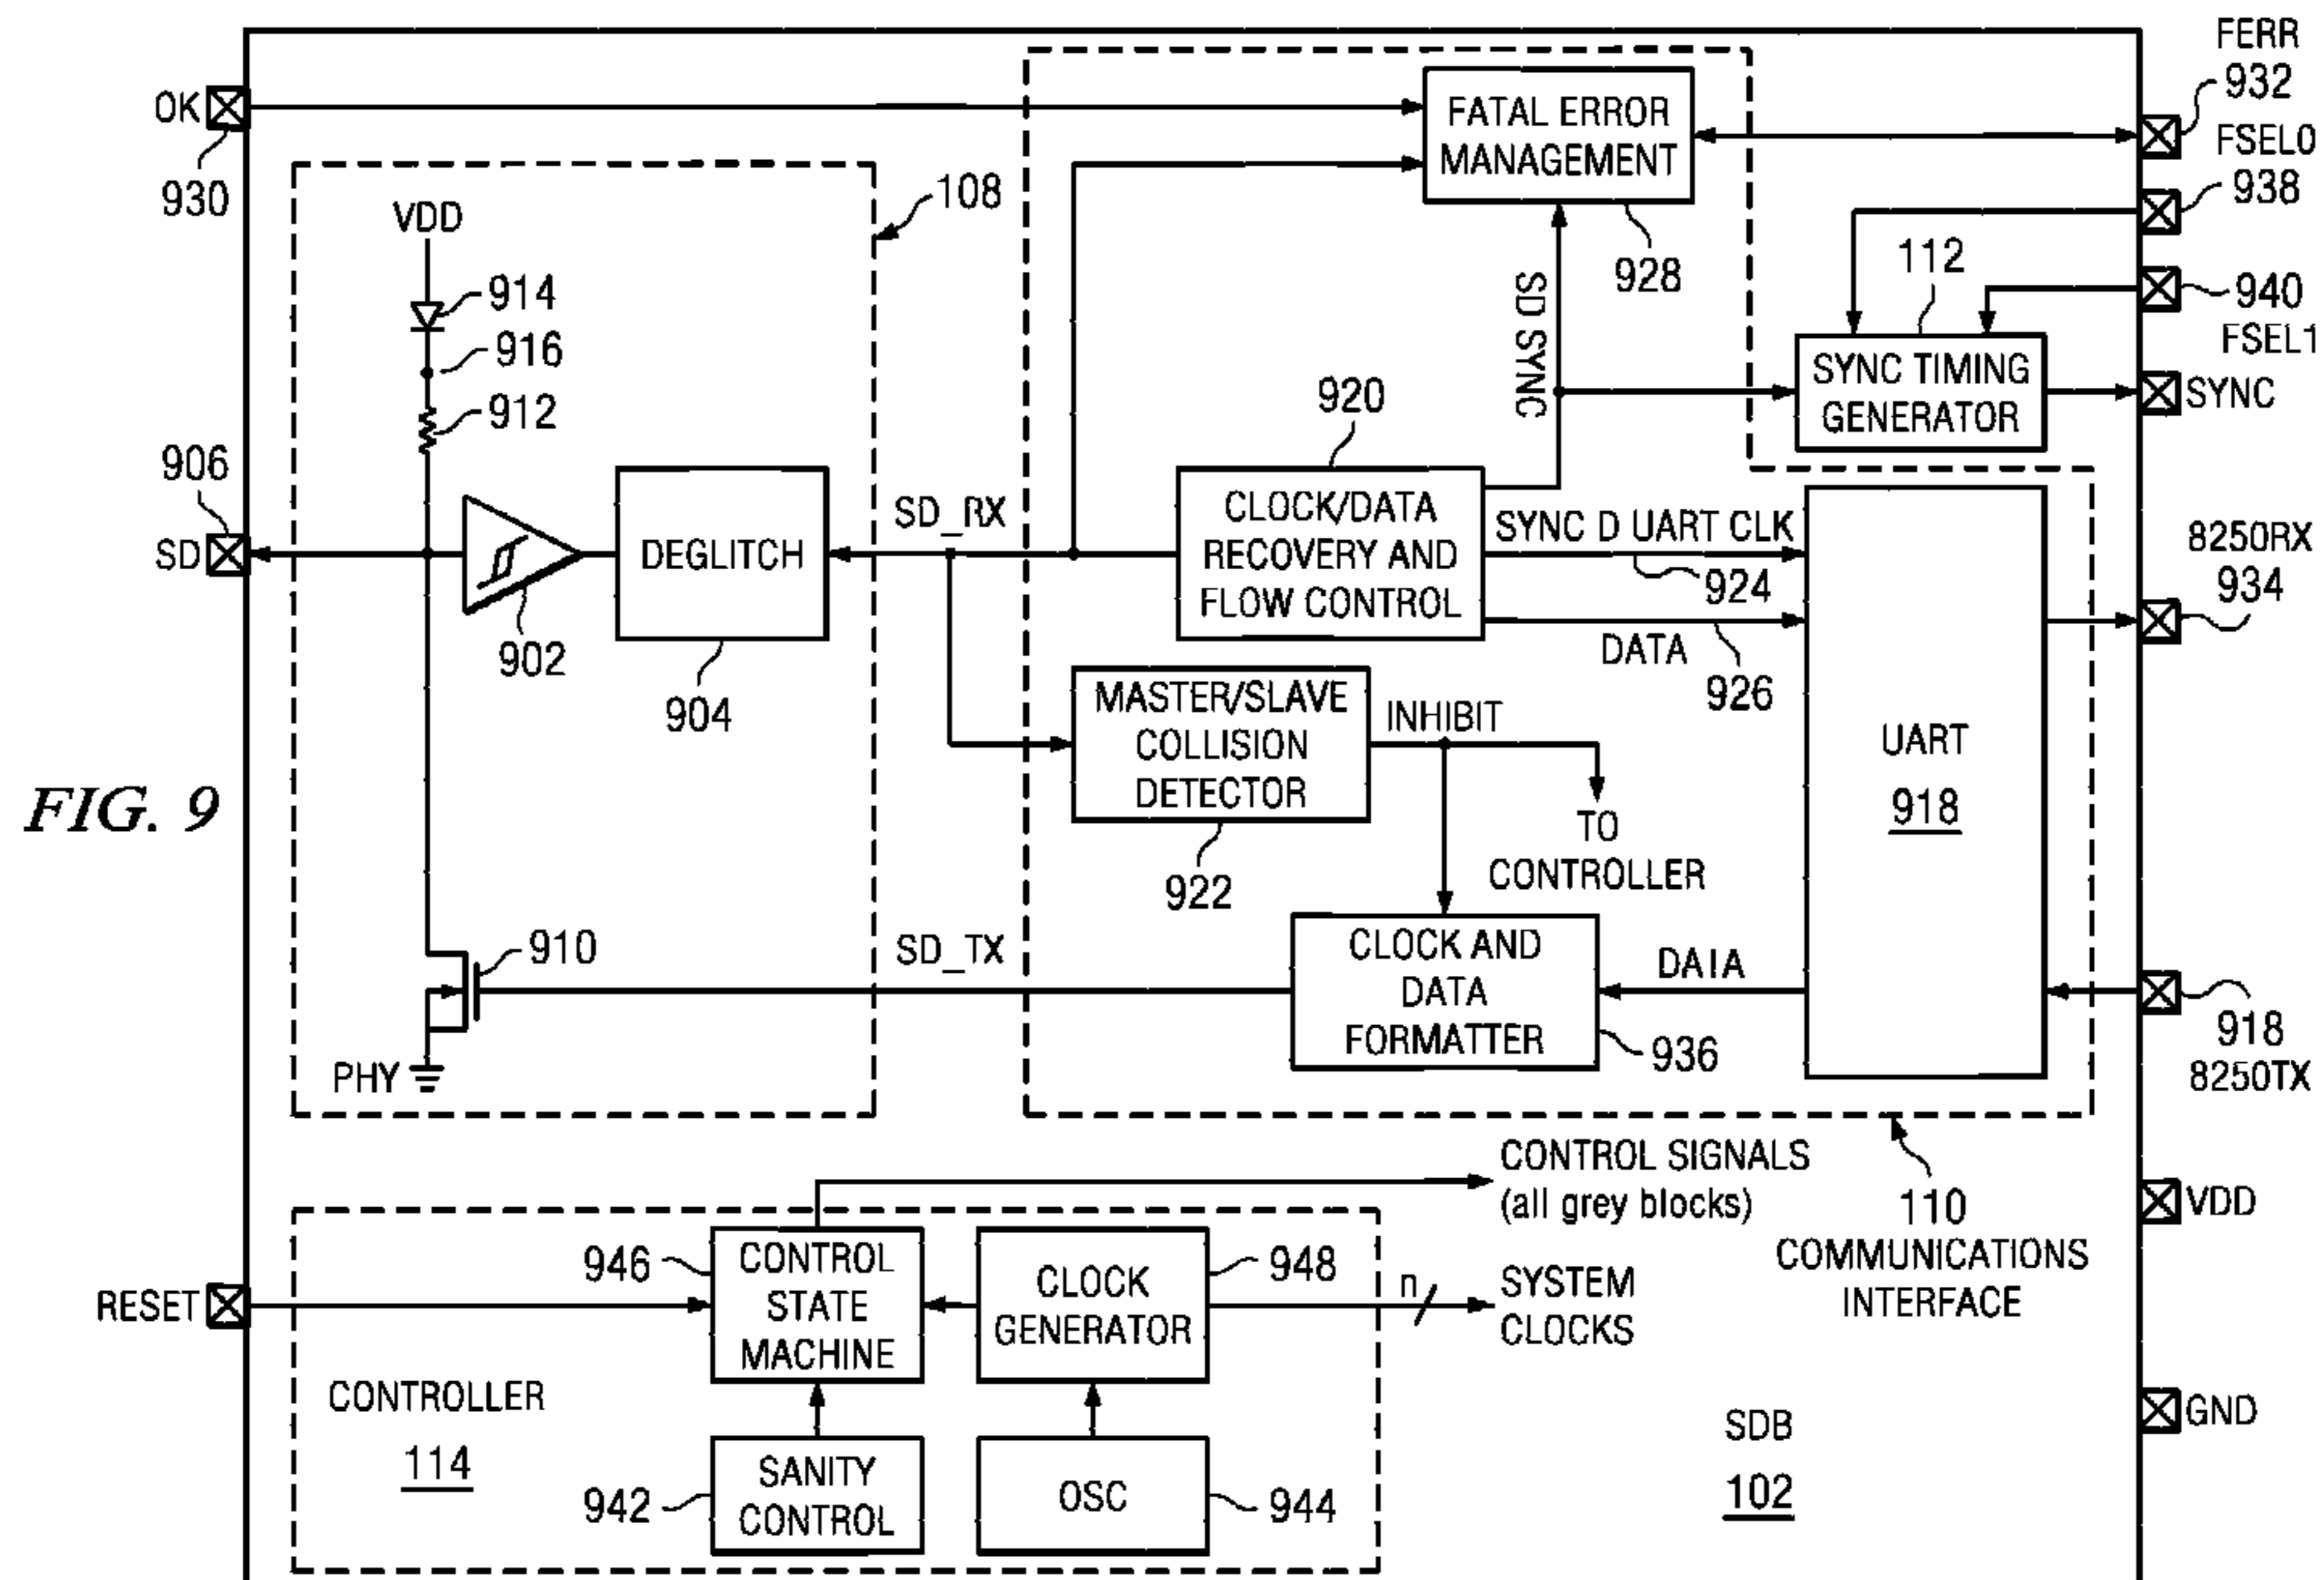 FERR
932
OK
930
FATAL ERROR
MANAGEMENT
928
FSEL0
938
108
VDD
914
916
912
112
940
FSEL1
SD SYNC
SYNC TIMING
GENERATOR
SYNC
906
SD
902
DEGLITCH
904
SD_RX
920
CLOCK/DATA
RECOVERY AND
FLOW CONTROL
SYNC D UART CLK
924
DATA
926
8250RX
934
MASTER/SLAVE
COLLISION
DETECTOR
922
INHIBIT
TO
CONTROLLER
UART
918
FIG. 9
910
PHY
SD_TX
CLOCK AND
DATA
FORMATTER
936
DAIA
918
8250TX
CONTROL SIGNALS
(all grey blocks)
110
COMMUNICATIONS
INTERFACE
VDD
RESET
946
CONTROL
STATE
MACHINE
CLOCK
GENERATOR
948
n
SYSTEM
CLOCKS
CONTROLLER
114
942
SANITY
CONTROL
OSC
944
SDB
102
GND